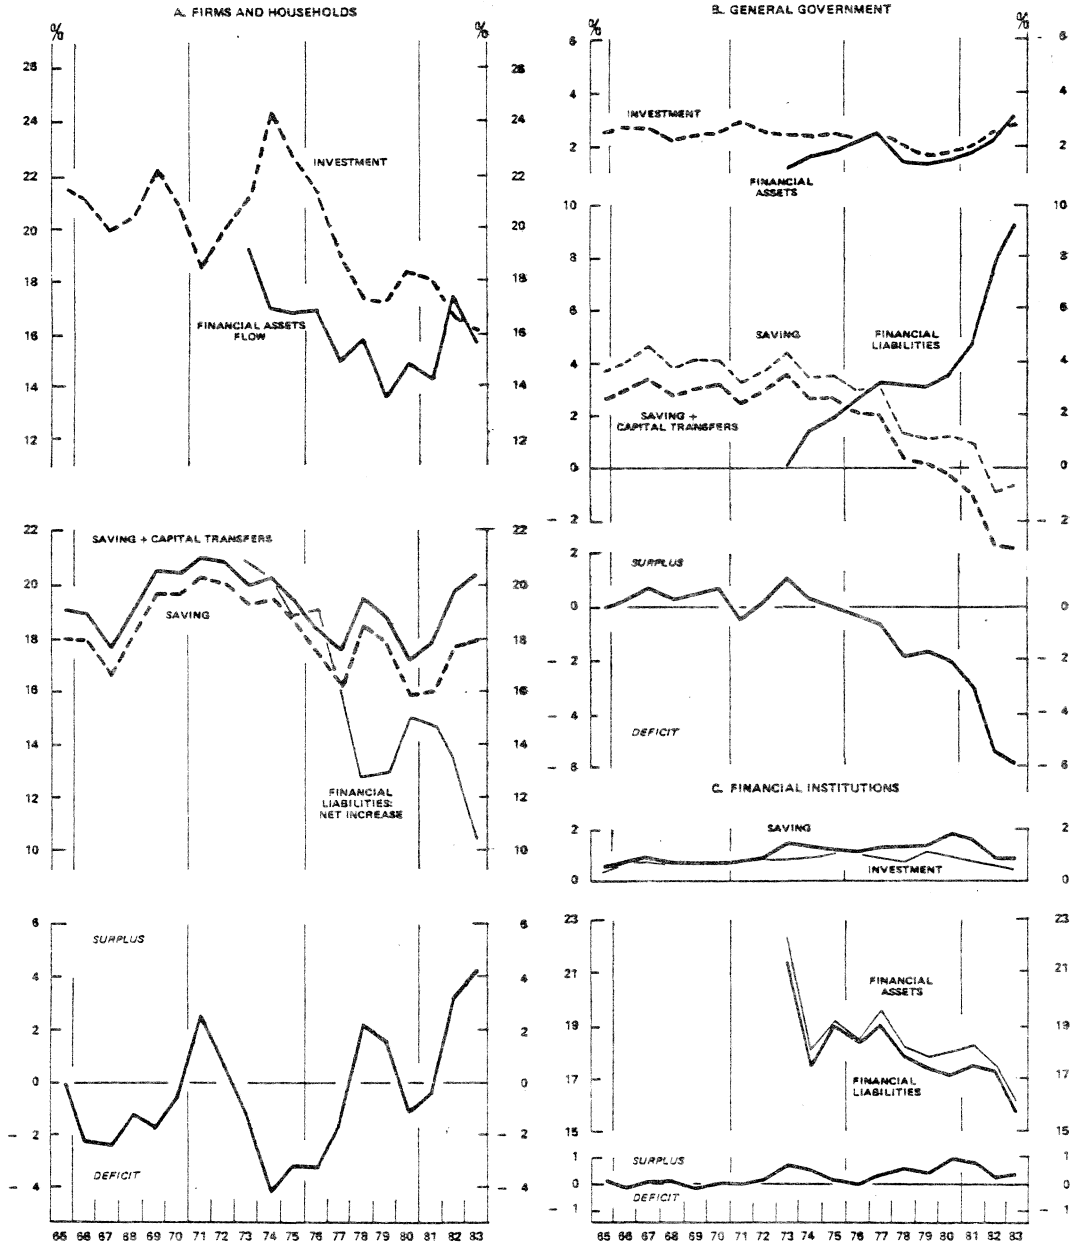 A. FIRMS AND HOUSEHOLDS
%
%
26
26
24
24
INVESTMENT
22
22
20
20
18
18
FINANCIAL ASSETS
FLOW
16
16
14
14
12
12
22
22
SAVING + CAPITAL TRANSFERS
20
20
SAVING
18
18
16
16
14
14
FINANCIAL
LIABILITIES:
NET INCREASE
12
12
10
10
6
6
SURPLUS
4
4
2
2
0
0
– 2
– 2
DEFICIT
– 4
– 4
65 66 67 68 69 70 71 72 73 74 75 76 77 78 79 80 81 82 83
B. GENERAL GOVERNMENT
%
%
6
– 6
4
4
INVESTMENT
2
2
FINANCIAL
ASSETS
10
10
8
8
6
6
SAVING
FINANCIAL
LIABILITIES
4
4
SAVING +
CAPITAL TRANSFERS
2
2
0
0
– 2
– 2
2
2
SURPLUS
0
0
– 2
– 2
– 4
– 4
DEFICIT
– 6
– 6
C. FINANCIAL INSTITUTIONS
2
2
SAVING
INVESTMENT
0
0
23
23
21
21
FINANCIAL
ASSETS
19
19
17
17
FINANCIAL
LIABILITIES
15
15
1
1
SURPLUS
0
0
DEFICIT
– 1
– 1
65 66 67 68 69 70 71 72 73 74 75 76 77 78 79 80 81 82 83